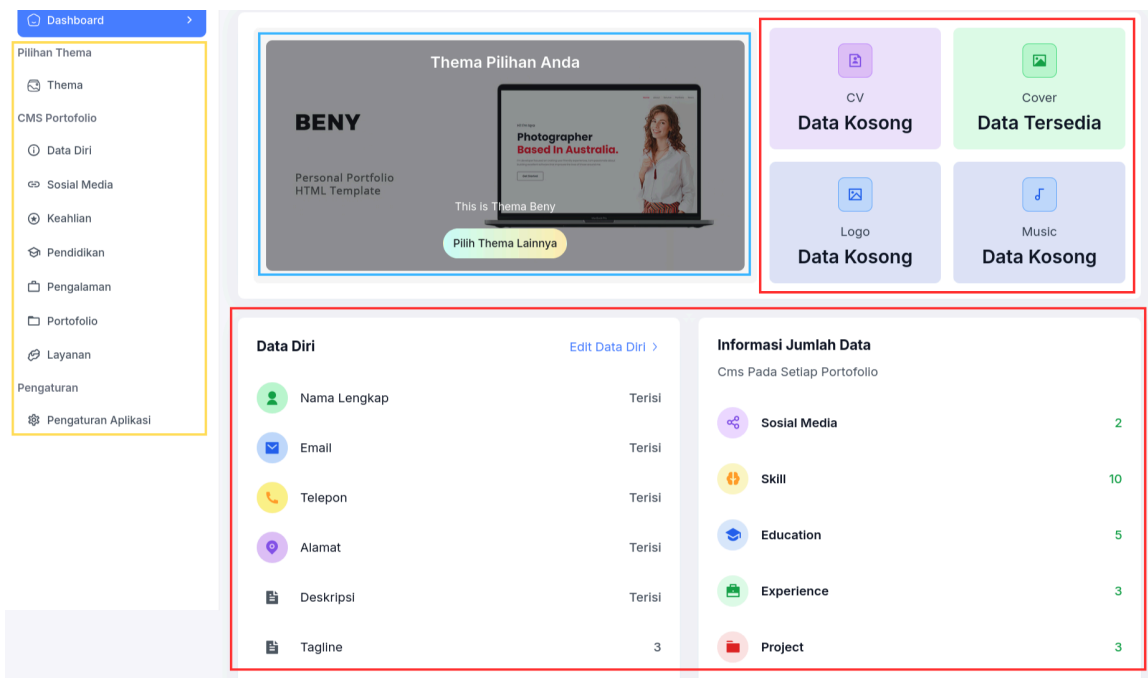 Dashboard
Pilihan Thema
Thema
CMS Portofolio
Data Diri
Sosial Media
Keahlian
Pendidikan
Pengalaman
Portofolio
Layanan
Pengaturan
Pengaturan Aplikasi
Thema Pilihan Anda
BENY
Personal Portfolio
HTML Template
Photographer
Based In Australia.
This is Thema Beny
Pilih Thema Lainnya
CV
Data Kosong
Cover
Data Tersedia
Logo
Data Kosong
Music
Data Kosong
Data Diri
Edit Data Diri
Nama Lengkap Terisi
Email Terisi
Telepon Terisi
Alamat Terisi
Deskripsi Terisi
Tagline 3
Informasi Jumlah Data
Cms Pada Setiap Portofolio
Sosial Media 2
Skill 10
Education 5
Experience 3
Project 3